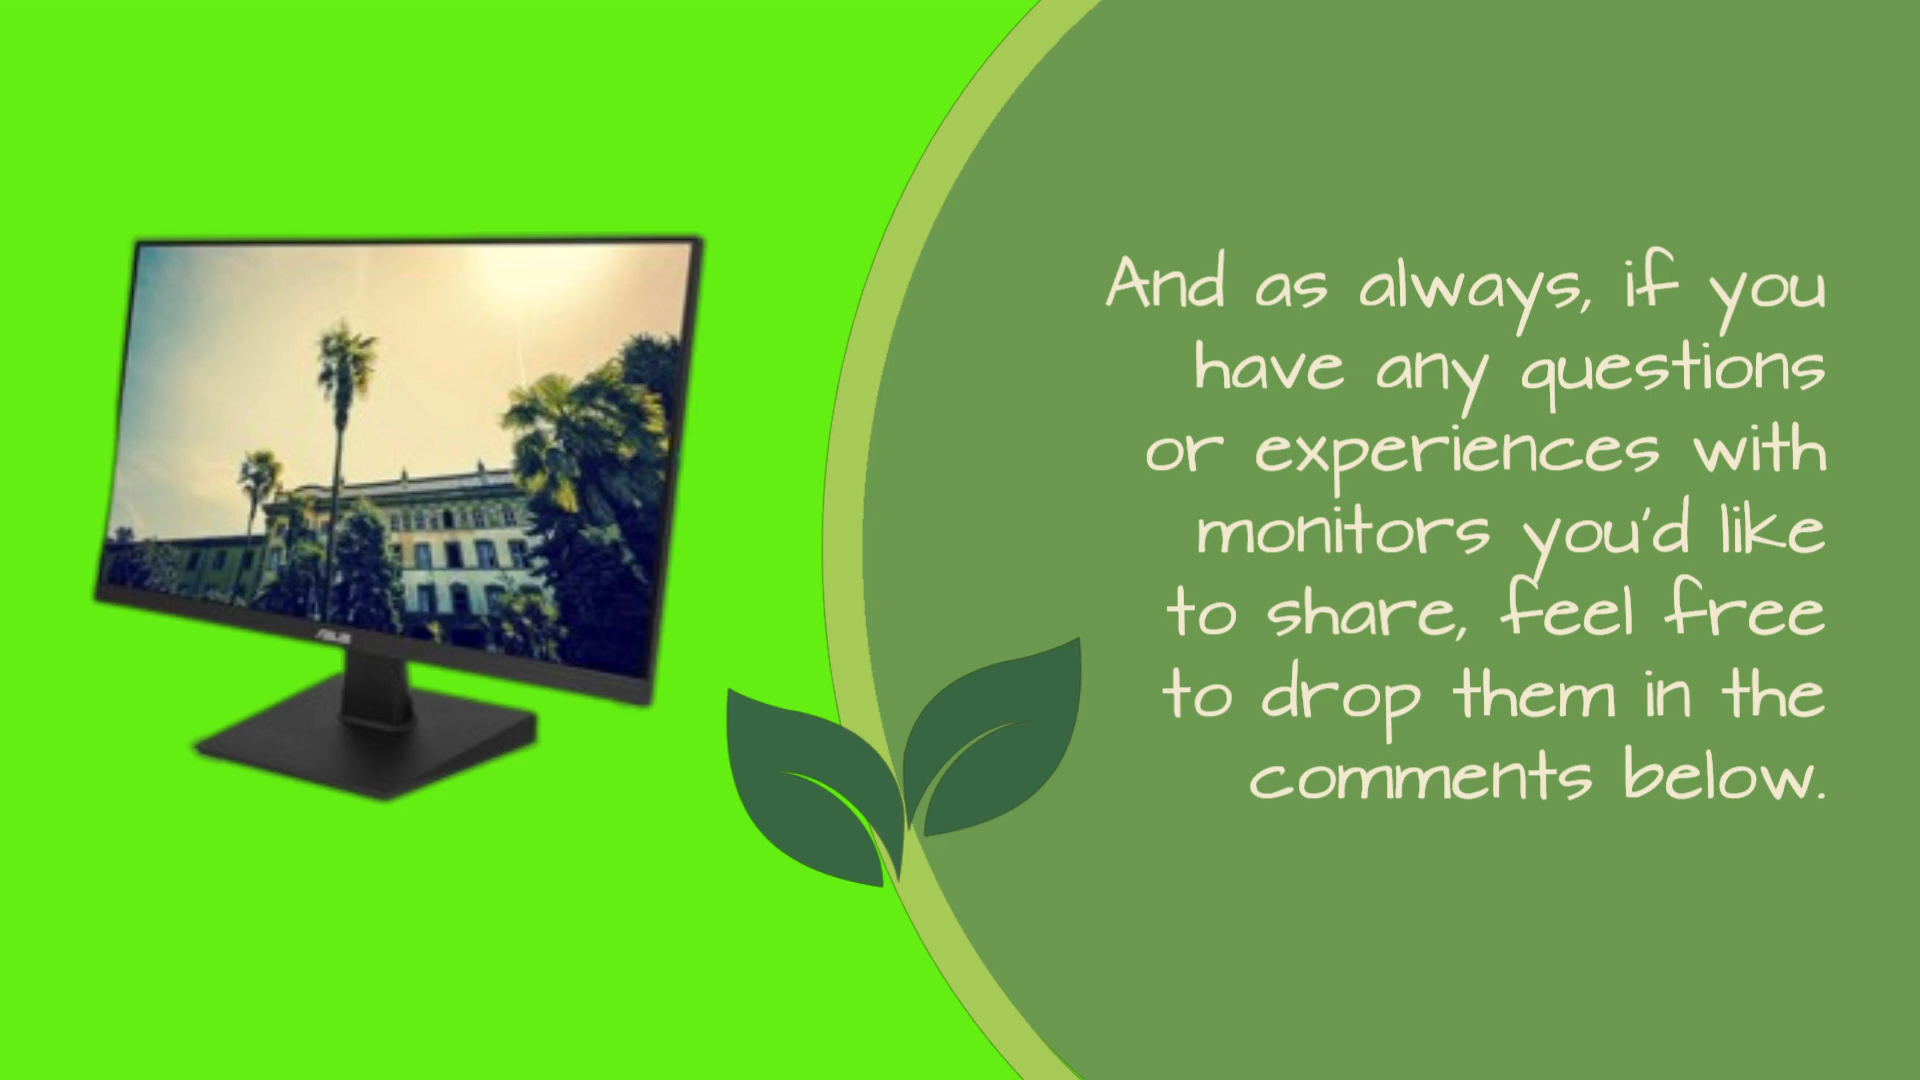 And as always, if you
have any questions
or experiences with
monitors you'd like
to share, feel free
to drop them in the
comments below.
ASUS